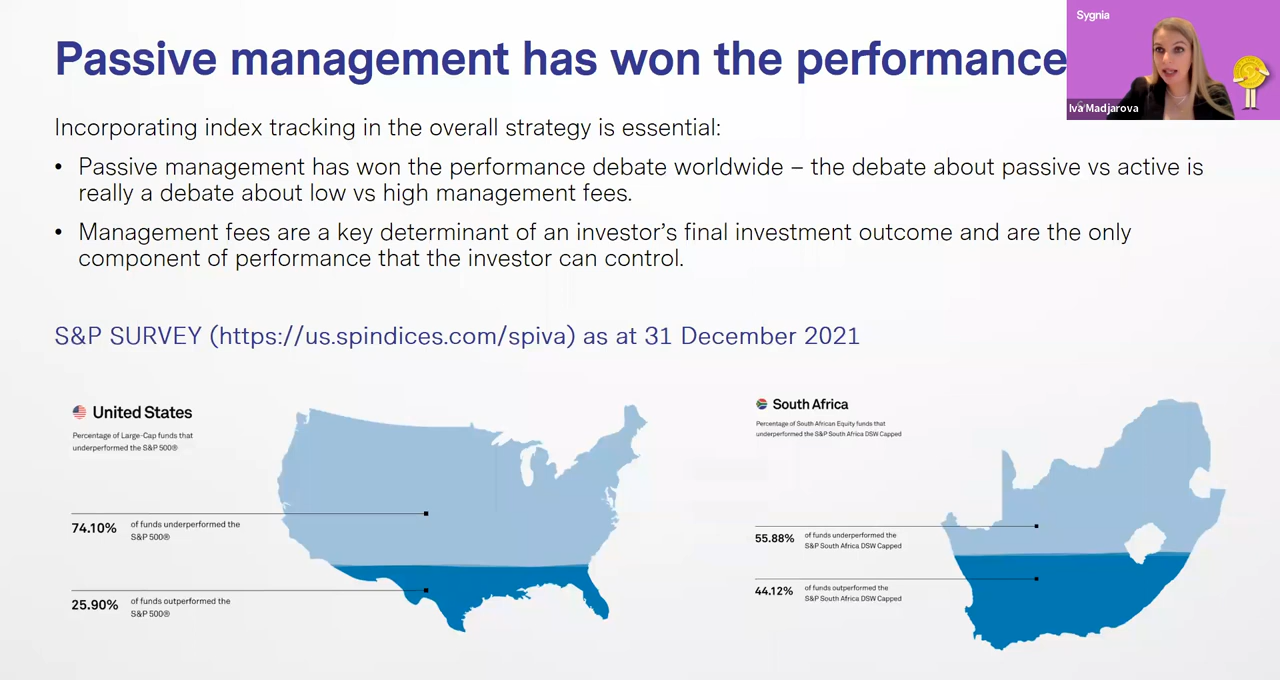 Passive management has won the performance
Sygnia
Iva Madjarova
Incorporating index tracking in the overall strategy is essential:
• Passive management has won the performance debate worldwide – the debate about passive vs active is
really a debate about low vs high management fees.
• Management fees are a key determinant of an investor’s final investment outcome and are the only
component of performance that the investor can control.
S&P SURVEY (https://us.spindices.com/spiva) as at 31 December 2021
United States
Percentage of Large-Cap funds that
underperformed the S&P 500®
74.10%
of funds underperformed the
S&P 500®
25.90%
of funds outperformed the
S&P 500®
South Africa
Percentage of South African Equity funds that
underperformed the S&P South Africa DSW Capped
55.88%
of funds underperformed the
S&P South Africa DSW Capped
44.12%
of funds outperformed the
S&P South Africa DSW Capped